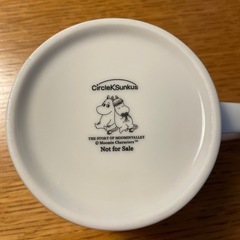 CircleKSunkus
THE STORY OF MOOMINVALLEY
© Moomin Characters™
Not for Sale